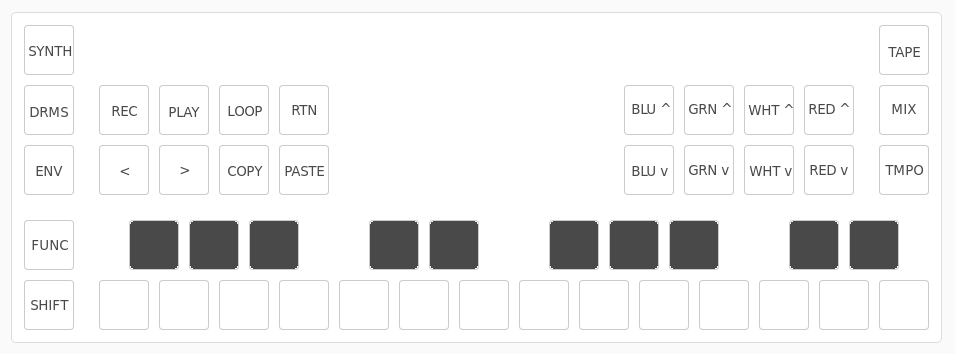 SYNTH TAPE
DRMS REC PLAY LOOP RTN BLU ^ GRN ^ WHT ^ RED ^ MIX
ENV < > COPY PASTE BLU v GRN v WHT v RED v TMPO
FUNC
SHIFT